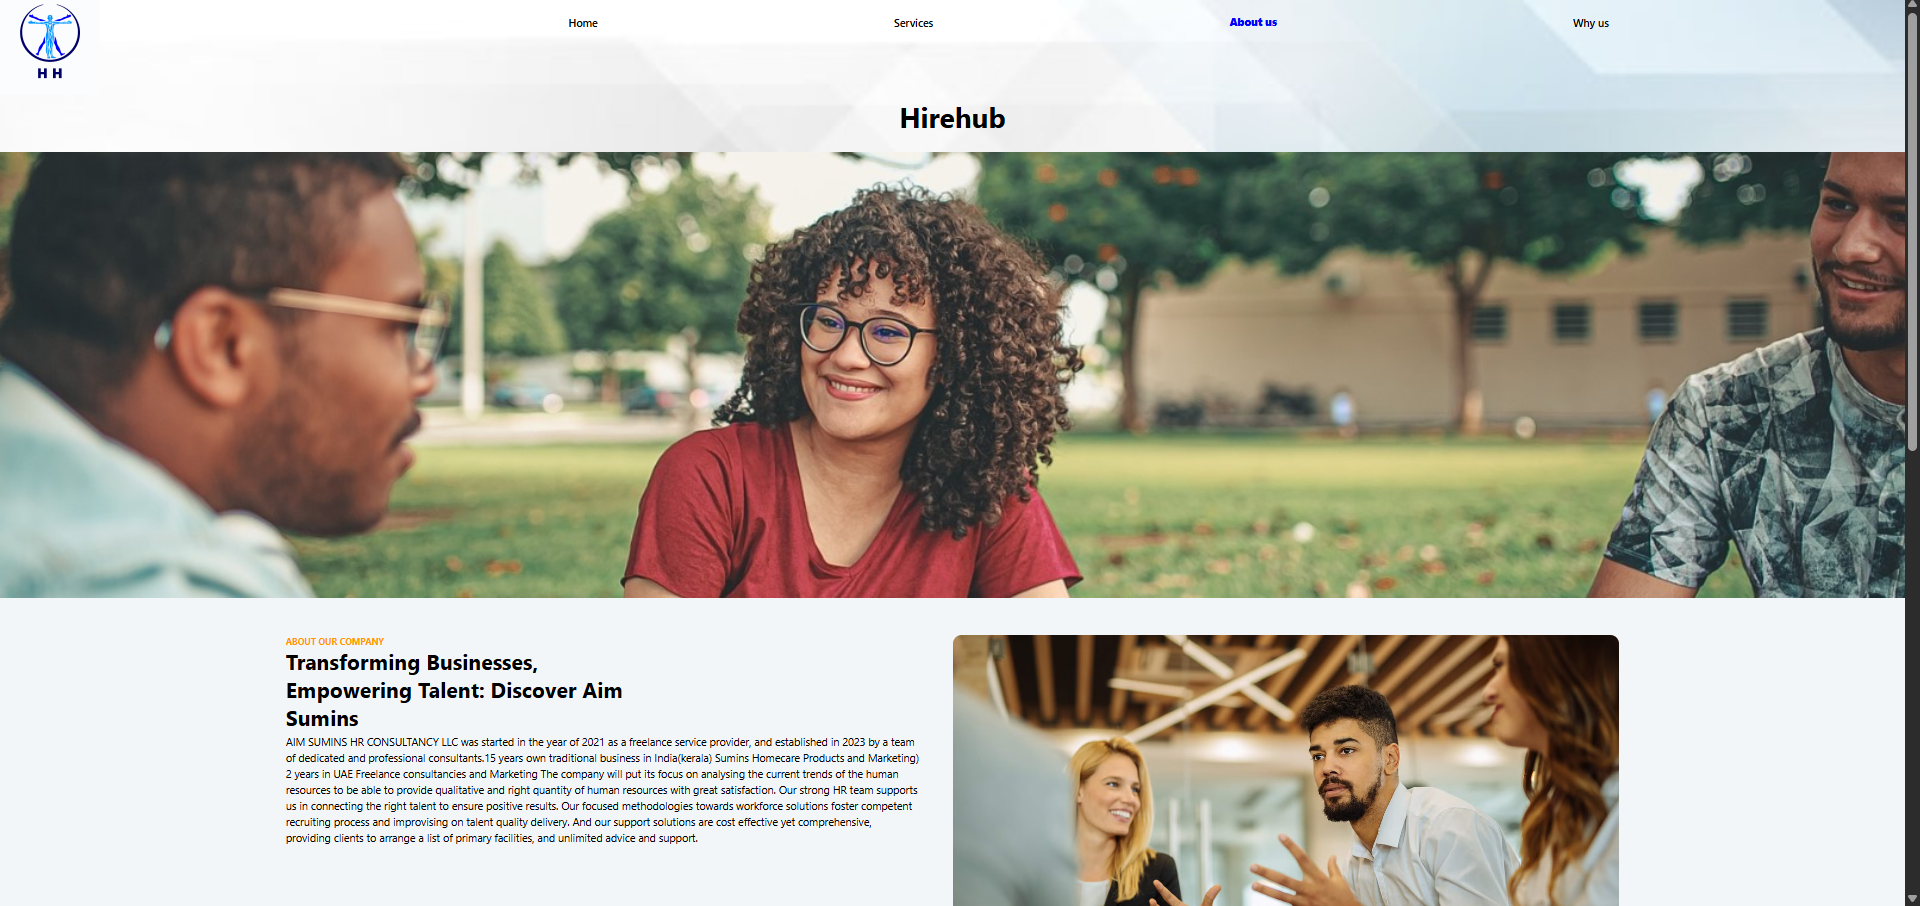 H H
Home
Services
About us
Why us
Hirehub
ABOUT OUR COMPANY
Transforming Businesses,
Empowering Talent: Discover Aim
Sumins
AIM SUMINS HR CONSULTANCY LLC was started in the year of 2021 as a freelance service provider, and established in 2023 by a team
of dedicated and professional consultants.15 years own traditional business in India(kerala) Sumins Homecare Products and Marketing)
2 years in UAE Freelance consultancies and Marketing The company will put its focus on analysing the current trends of the human
resources to be able to provide qualitative and right quantity of human resources with great satisfaction. Our strong HR team supports
us in connecting the right talent to ensure positive results. Our focused methodologies towards workforce solutions foster competent
recruiting process and improvising on talent quality delivery. And our support solutions are cost effective yet comprehensive,
providing clients to arrange a list of primary facilities, and unlimited advice and support.